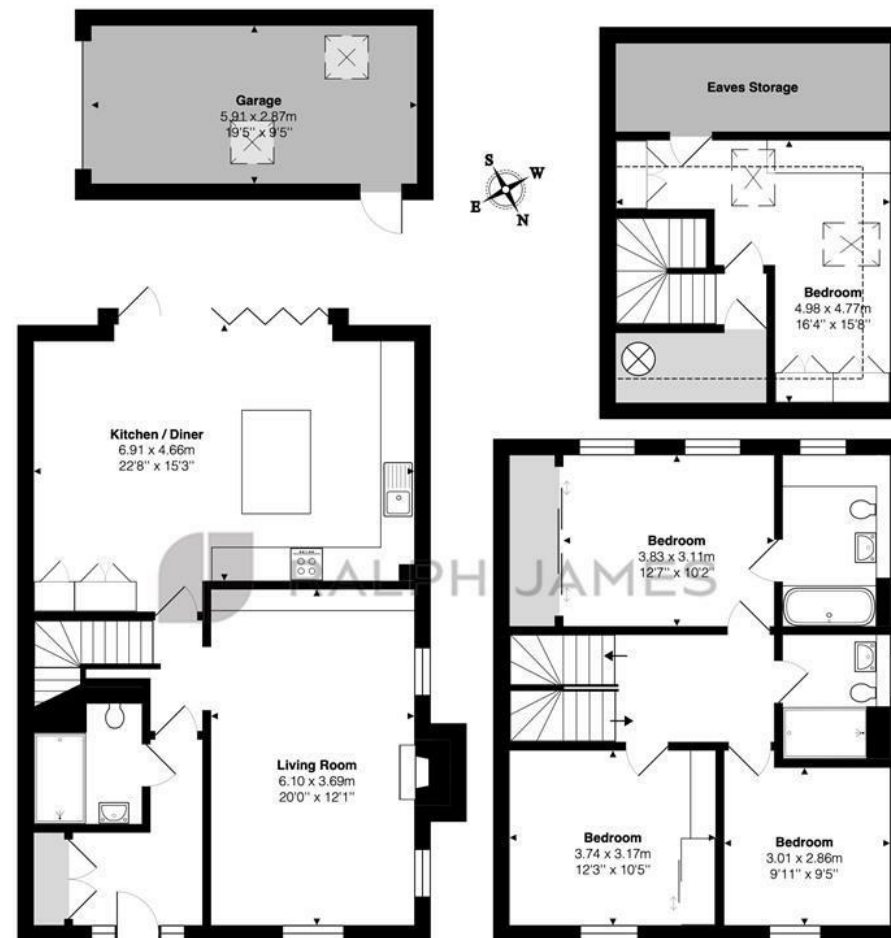 Garage
5.91 x 2.87m
19'5" x 9'5"
Eaves Storage
S
W
E
N
Bedroom
4.98 x 4.77m
16'4" x 15'8"
Kitchen / Diner
6.91 x 4.66m
22'8" x 15'3"
Bedroom
3.83 x 3.11m
12'7" x 10'2"
RALPH JAMES
Living Room
6.10 x 3.69m
20'0" x 12'1"
Bedroom
3.74 x 3.17m
12'3" x 10'5"
Bedroom
3.01 x 2.86m
9'11" x 9'5"